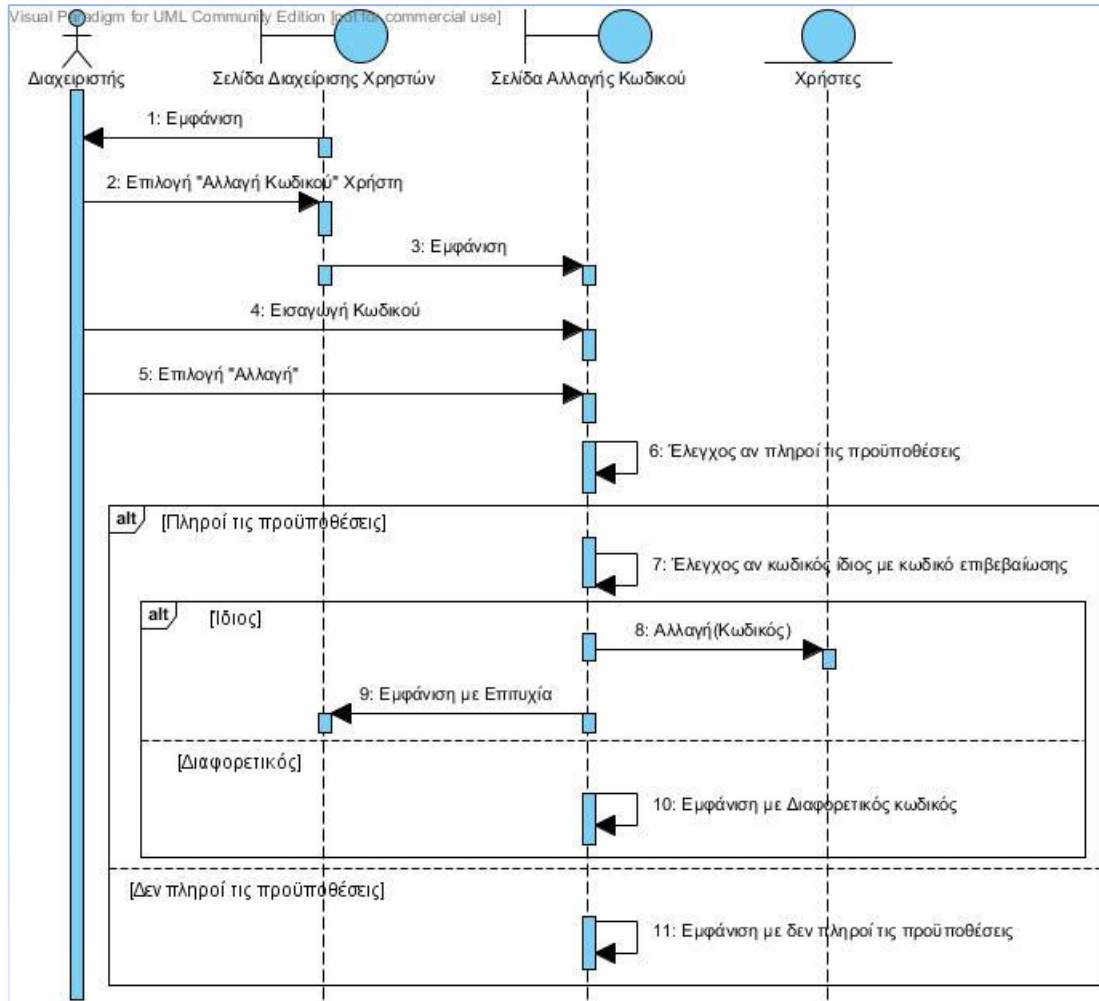 Visual Paradigm for UML Community Edition [not for commercial use]
Διαχειριστής
Σελίδα Διαχείρισης Χρηστών
Σελίδα Αλλαγής Κωδικού
Χρήστες
1: Εμφάνιση
2: Επιλογή "Αλλαγή Κωδικού" Χρήστη
3: Εμφάνιση
4: Εισαγωγή Κωδικού
5: Επιλογή "Αλλαγή"
6: Έλεγχος αν πληροί τις προϋποθέσεις
alt
[Πληροί τις προϋποθέσεις]
7: Έλεγχος αν κωδικός ίδιος με κωδικό επιβεβαίωσης
alt
[Ίδιος]
8: Αλλαγή(Κωδικός)
9: Εμφάνιση με Επιτυχία
[Διαφορετικός]
10: Εμφάνιση με Διαφορετικός κωδικός
[Δεν πληροί τις προϋποθέσεις]
11: Εμφάνιση με δεν πληροί τις προϋποθέσεις